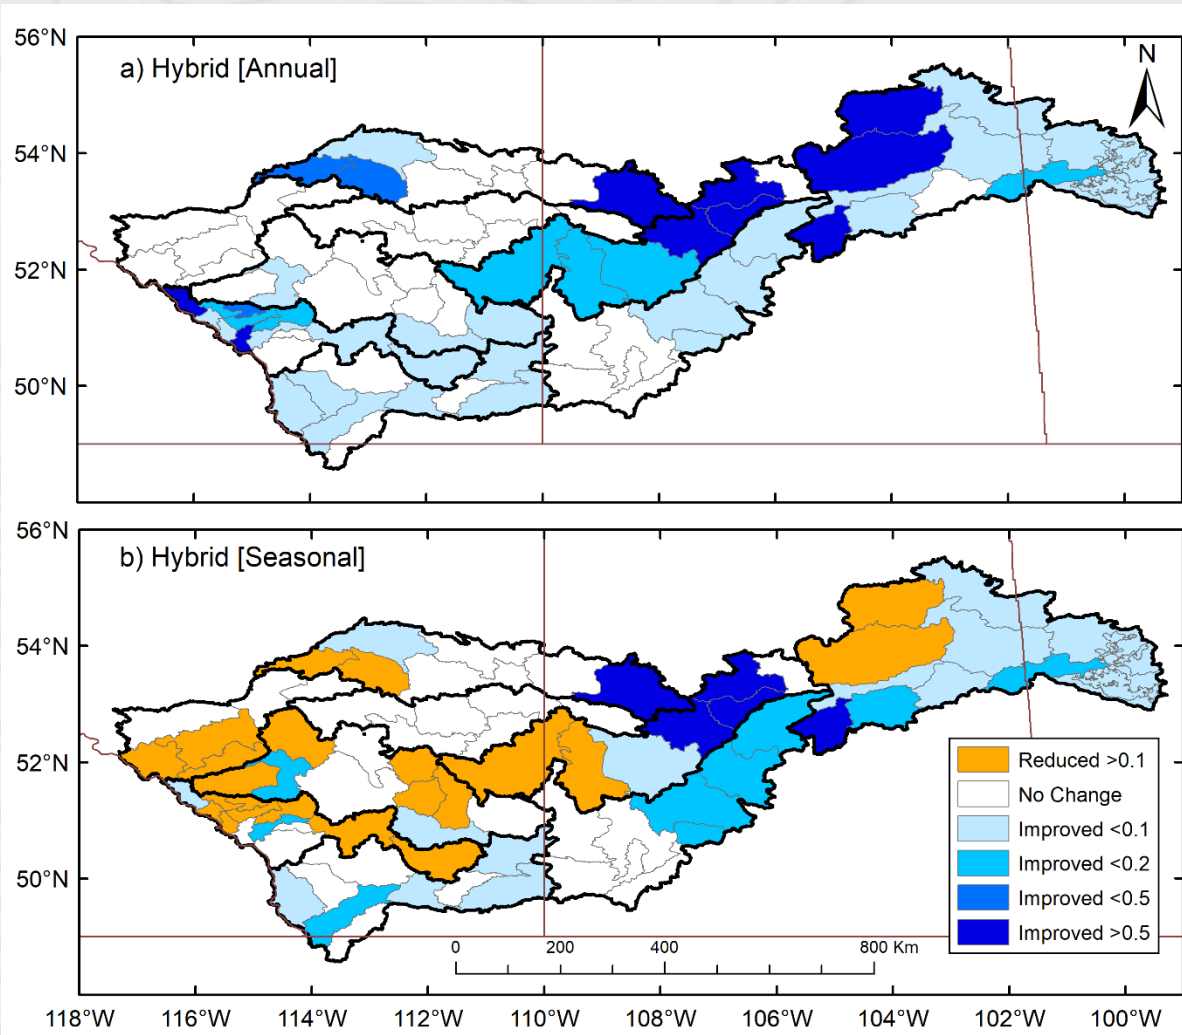 56°N
a) Hybrid [Annual]
N
54°N
52°N
50°N
56°N
b) Hybrid [Seasonal]
54°N
52°N
50°N
Reduced >0.1
No Change
Improved <0.1
Improved <0.2
Improved <0.5
Improved >0.5
0 200 400 800 Km
118°W 116°W 114°W 112°W 110°W 108°W 106°W 104°W 102°W 100°W